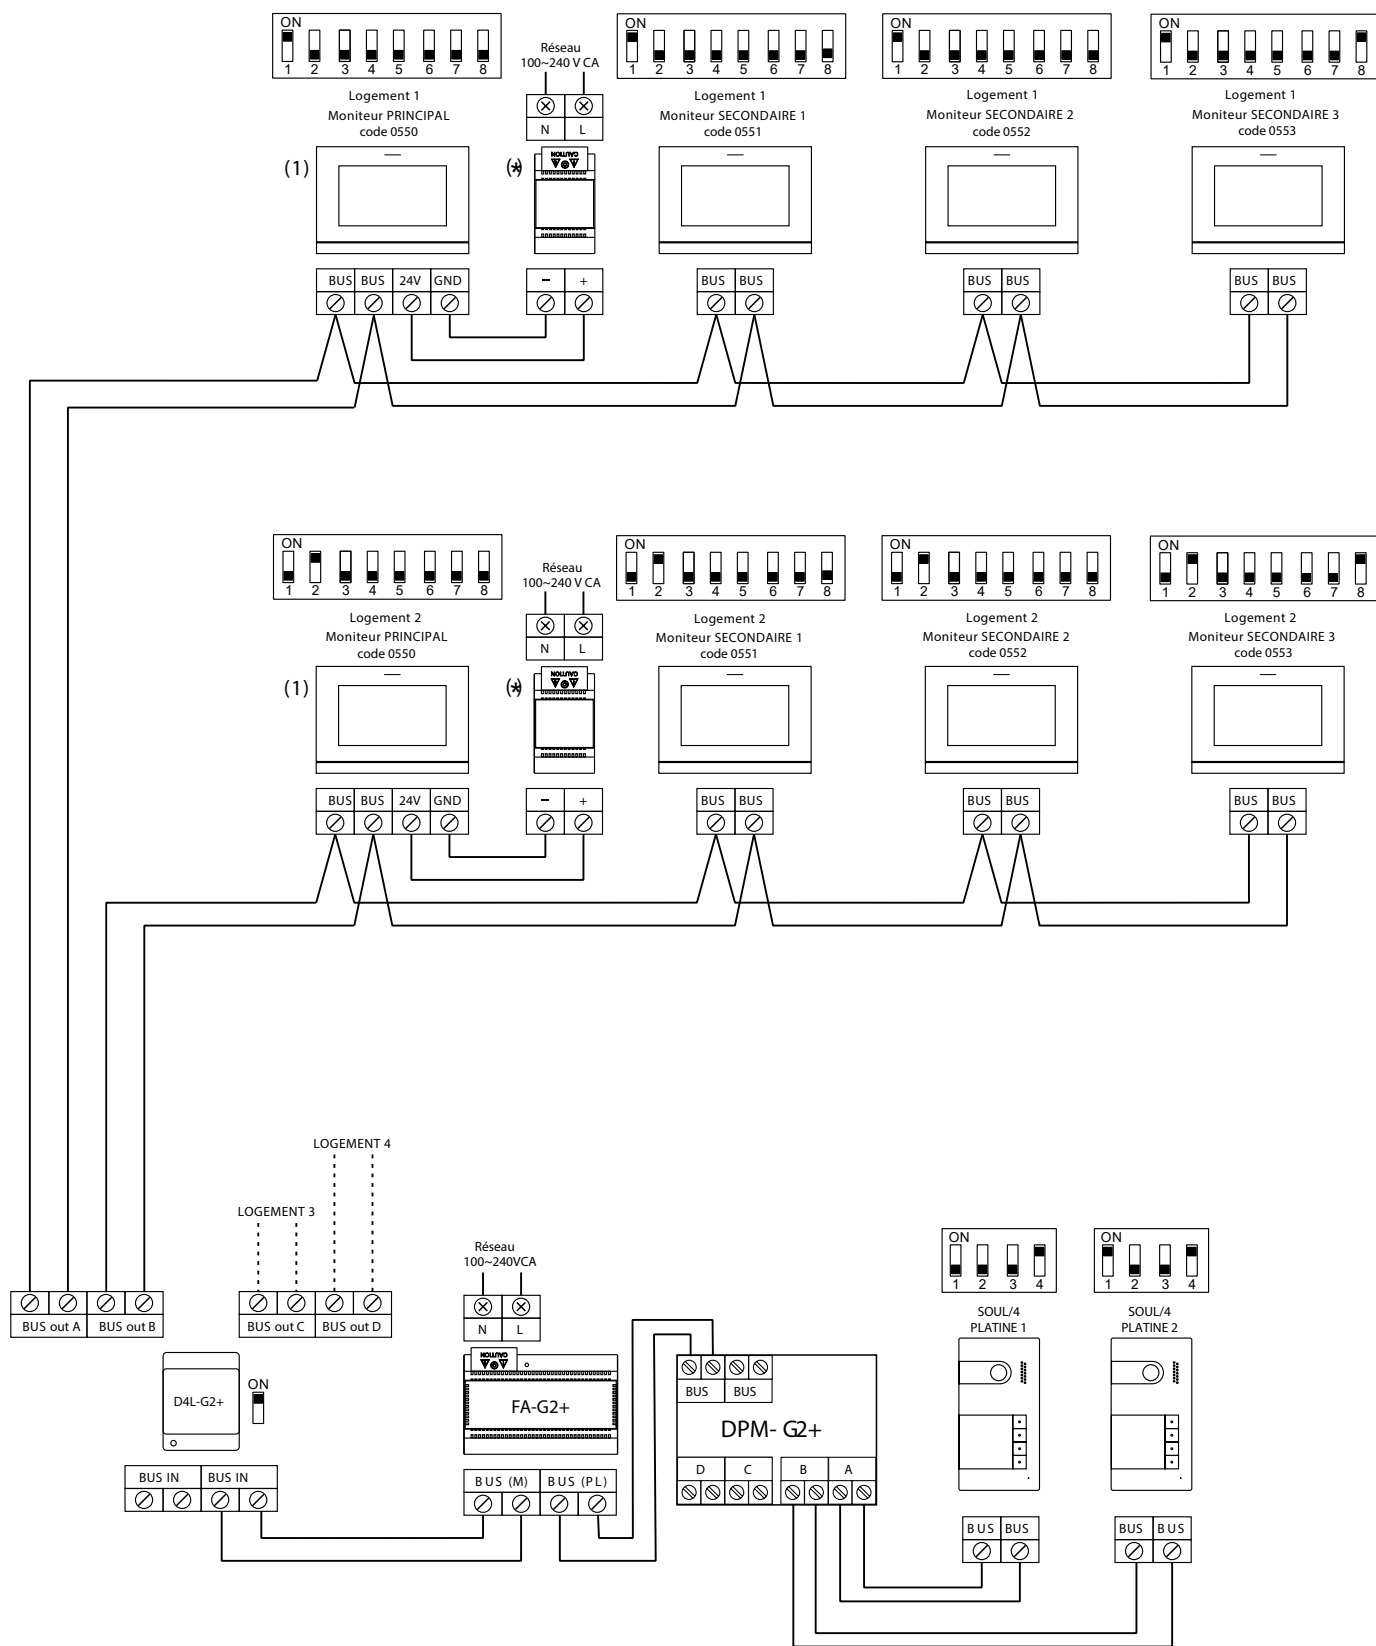 ON ON ON ON
1 2 3 4 5 6 7 8 1 2 3 4 5 6 7 8 1 2 3 4 5 6 7 8 1 2 3 4 5 6 7 8
Réseau
100~240 V CA
Logement 1
Moniteur PRINCIPAL
code 0550
N L
Logement 1
Moniteur SECONDAIRE 1
code 0551
Logement 1
Moniteur SECONDAIRE 2
code 0552
Logement 1
Moniteur SECONDAIRE 3
code 0553
(1)
CAUTION
(*)
BUS BUS 24V GND
− +
BUS BUS
BUS BUS
BUS BUS
ON ON ON ON
1 2 3 4 5 6 7 8 1 2 3 4 5 6 7 8 1 2 3 4 5 6 7 8 1 2 3 4 5 6 7 8
Réseau
100~240 V CA
Logement 2
Moniteur PRINCIPAL
code 0550
N L
Logement 2
Moniteur SECONDAIRE 1
code 0551
Logement 2
Moniteur SECONDAIRE 2
code 0552
Logement 2
Moniteur SECONDAIRE 3
code 0553
(1)
CAUTION
(*)
BUS BUS 24V GND
− +
BUS BUS
BUS BUS
BUS BUS
LOGEMENT 4
LOGEMENT 3
BUS out A BUS out B
BUS out C BUS out D
D4L-G2+
ON
BUS IN BUS IN
Réseau
100~240VCA
N L
CAUTION
FA-G2+
BUS (M) BUS (PL)
BUS BUS
DPM- G2+
D C B A
ON
1 2 3 4
SOUL/4
PLATINE 1
BUS BUS
ON
1 2 3 4
SOUL/4
PLATINE 2
BUS BUS